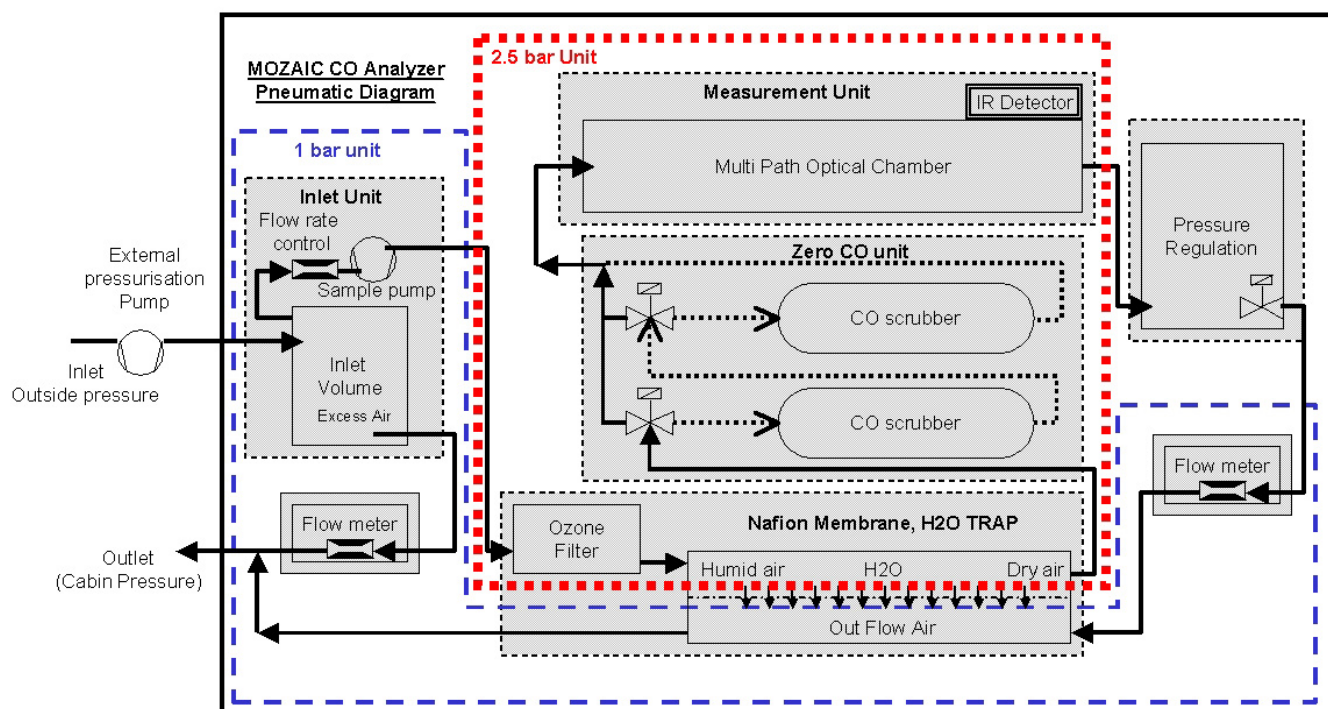 MOZAIC CO Analyzer
Pneumatic Diagram
2.5 bar Unit
1 bar unit
Measurement Unit
IR Detector
Multi Path Optical Chamber
Inlet Unit
Flow rate
control
Sample pump
External
pressurisation
Pump
Inlet
Outside pressure
Inlet
Volume
Excess Air
Zero CO unit
CO scrubber
CO scrubber
Pressure
Regulation
Flow meter
Flow meter
Outlet
(Cabin Pressure)
Ozone
Filter
Nafion Membrane, H2O TRAP
Humid air H2O Dry air
Out Flow Air